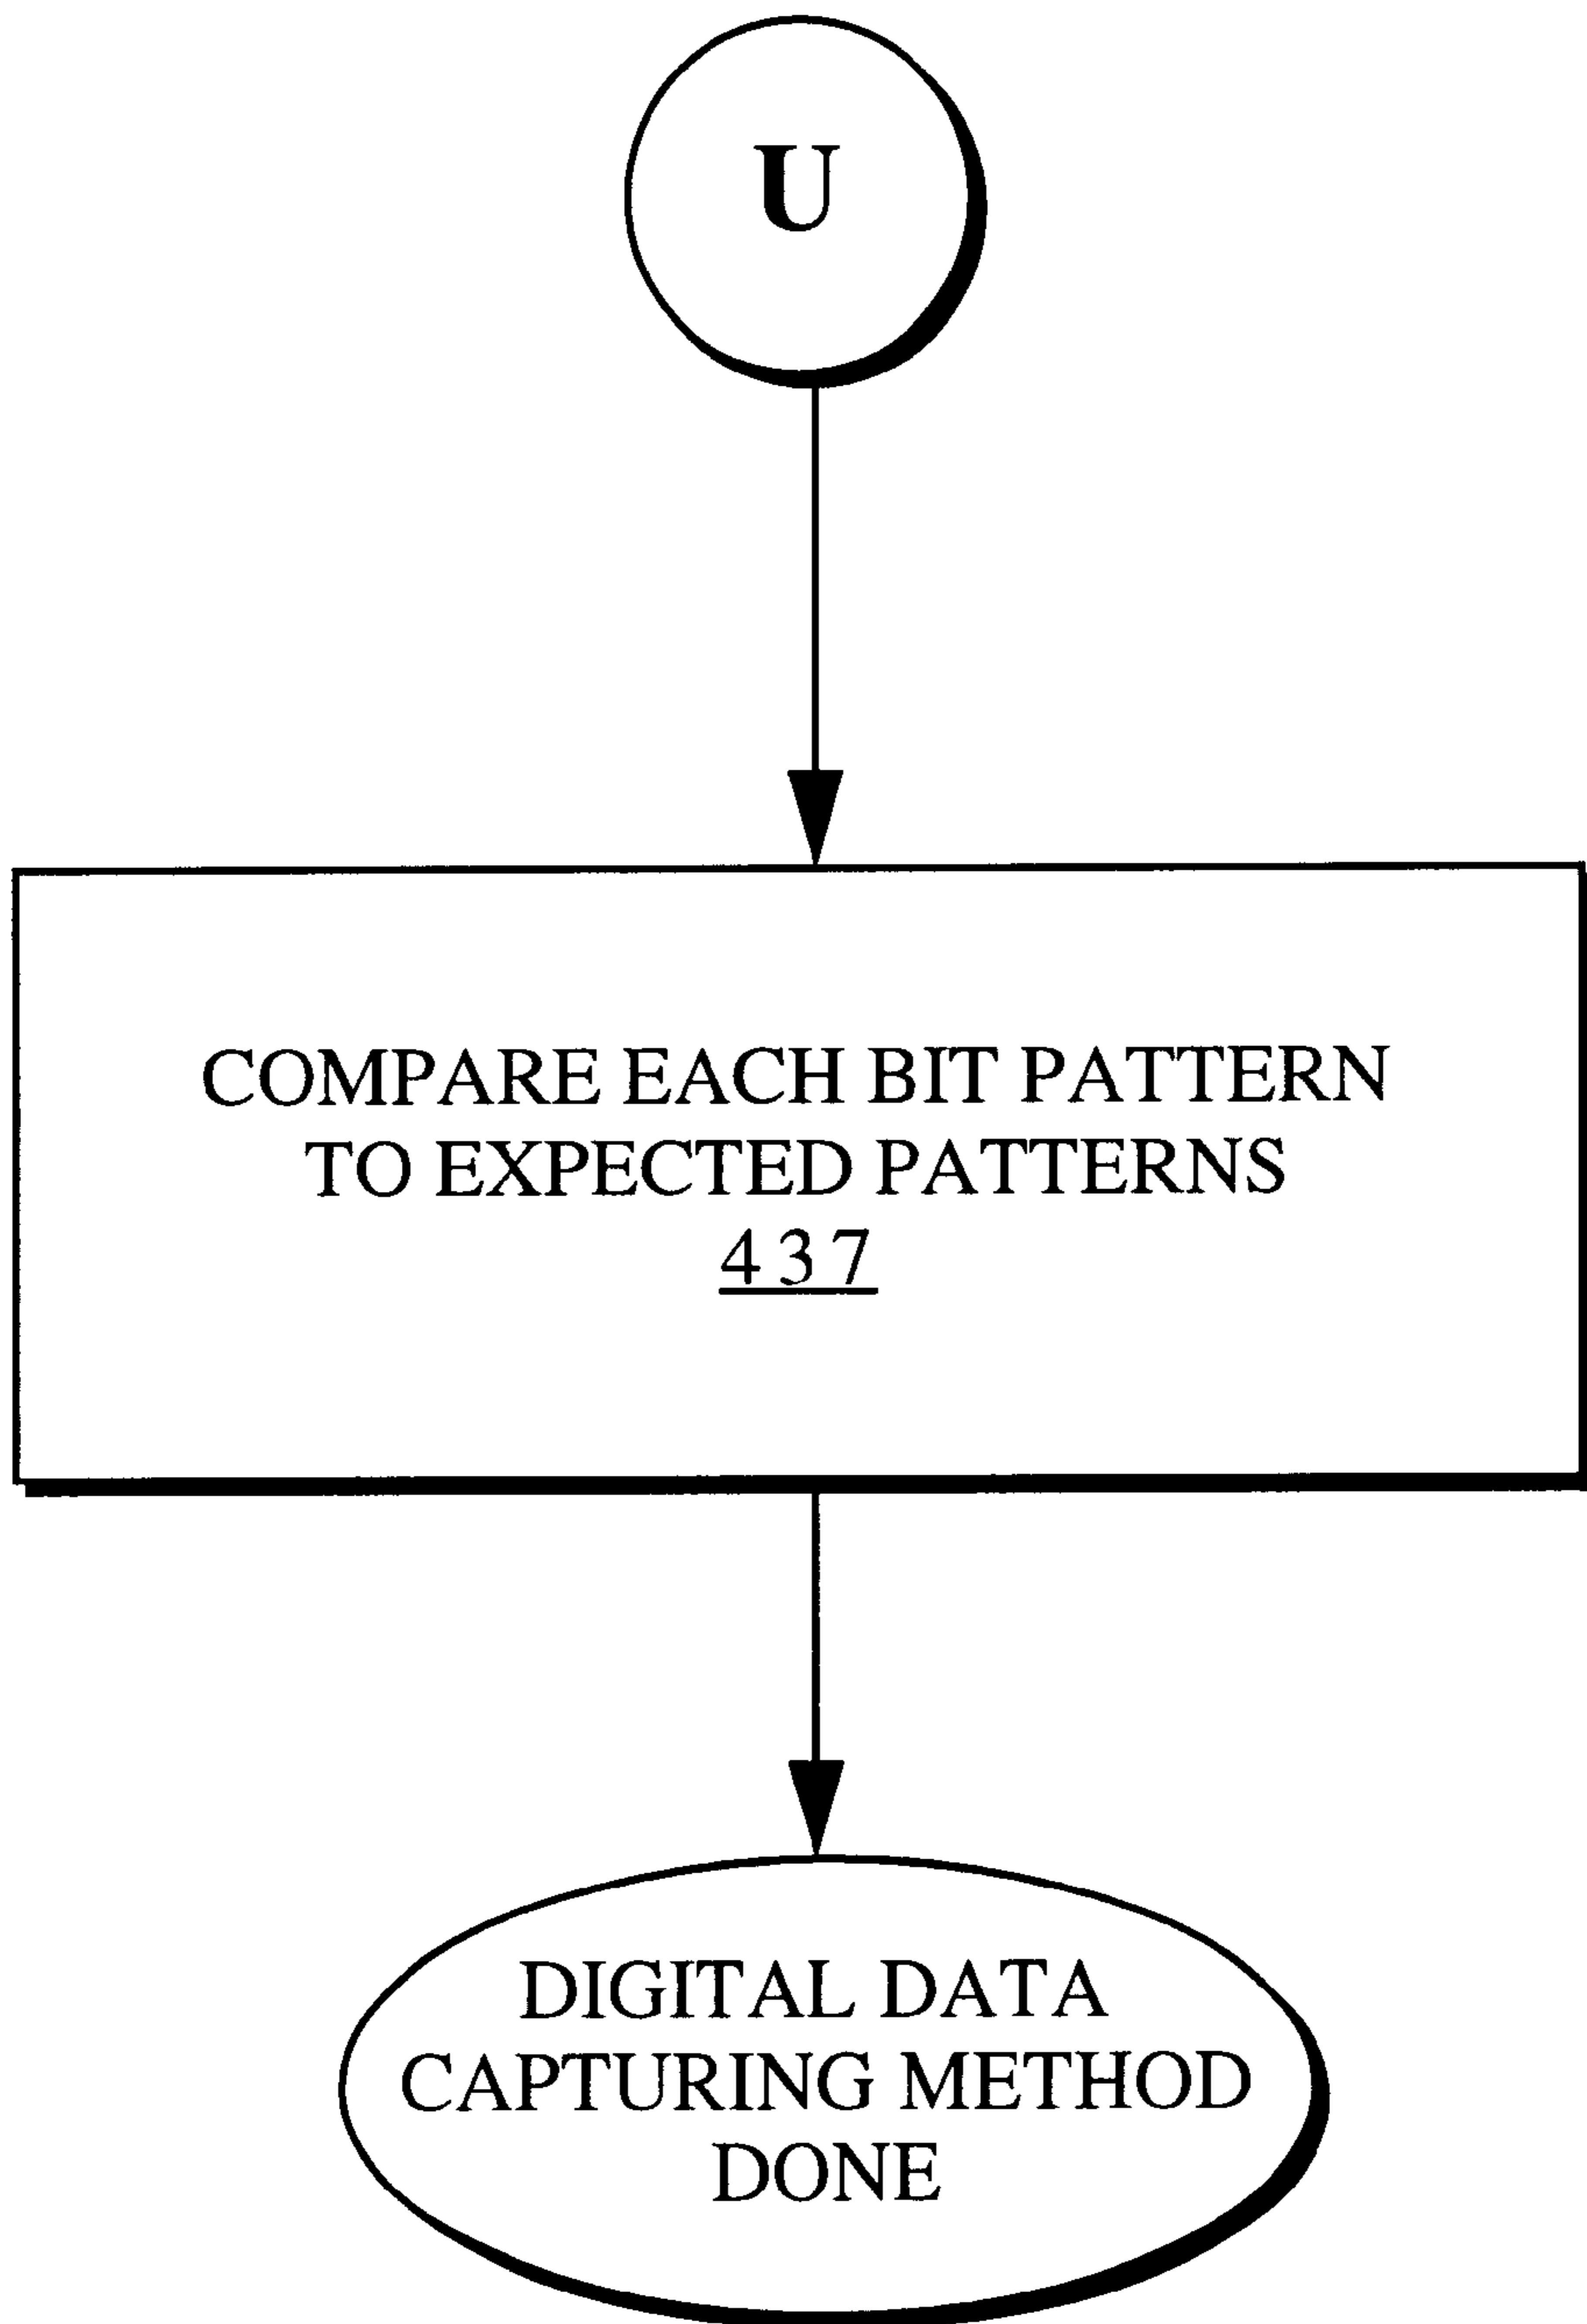 U
COMPARE EACH BIT PATTERN
TO EXPECTED PATTERNS
437
DIGITAL DATA
CAPTURING METHOD
DONE